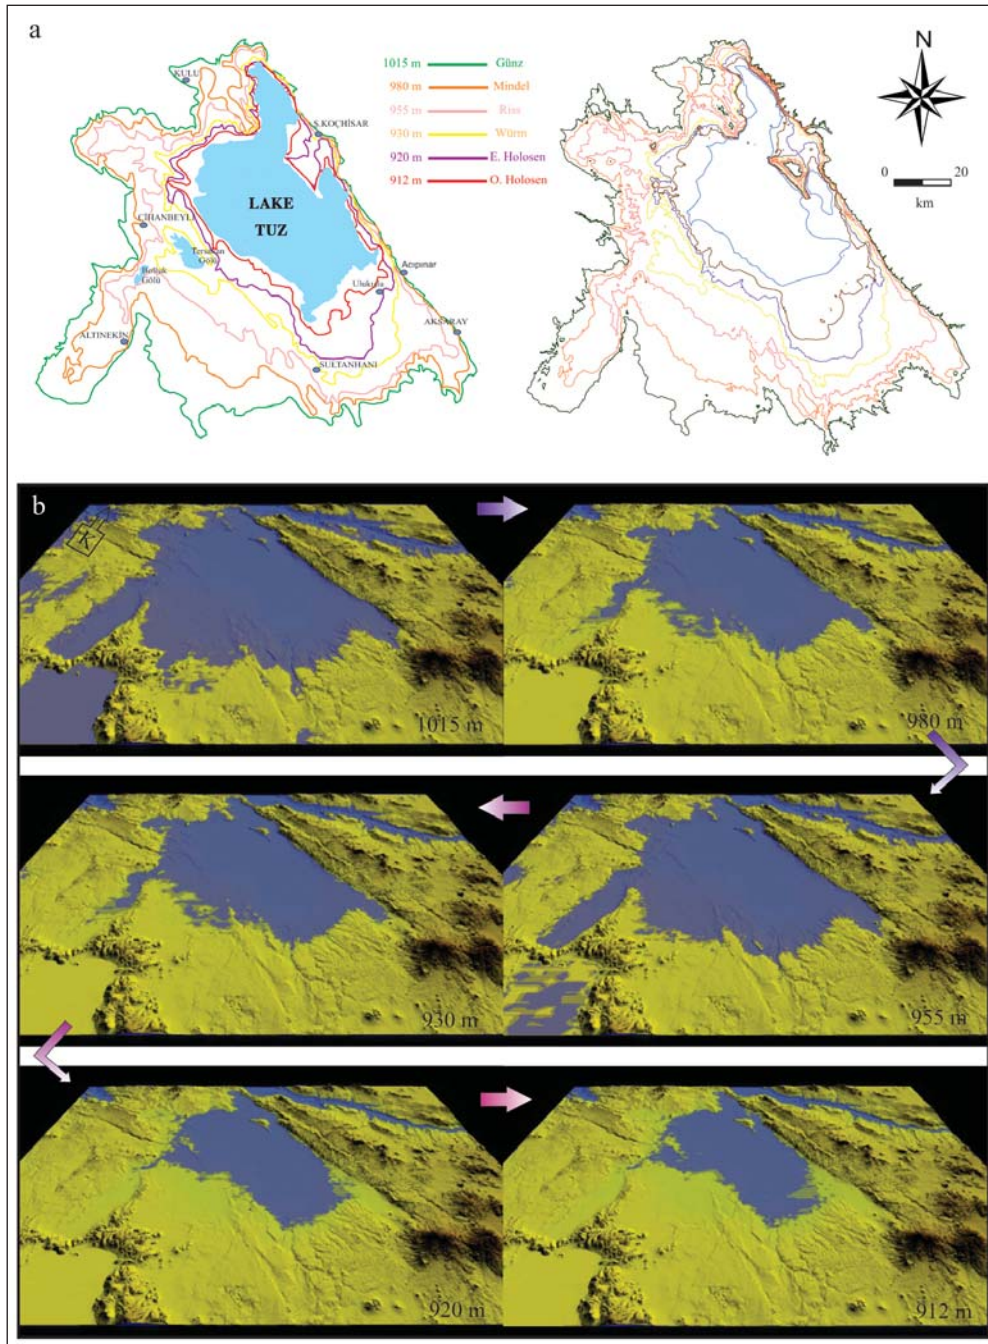 a
N
1015 m Günz
980 m Mindel
955 m Riss
930 m Würm
920 m E. Holosen
912 m O. Holosen
0 20
km
KULU
Ş.KOÇHİSAR
LAKE
TUZ
CİHANBEYLİ
Tersakan
Gölü
Bolluk
Gölü
Acıpınar
Ulukışla
ALTINEKİN
AKSARAY
SULTANHANI
b
K
1015 m
980 m
930 m
955 m
920 m
912 m